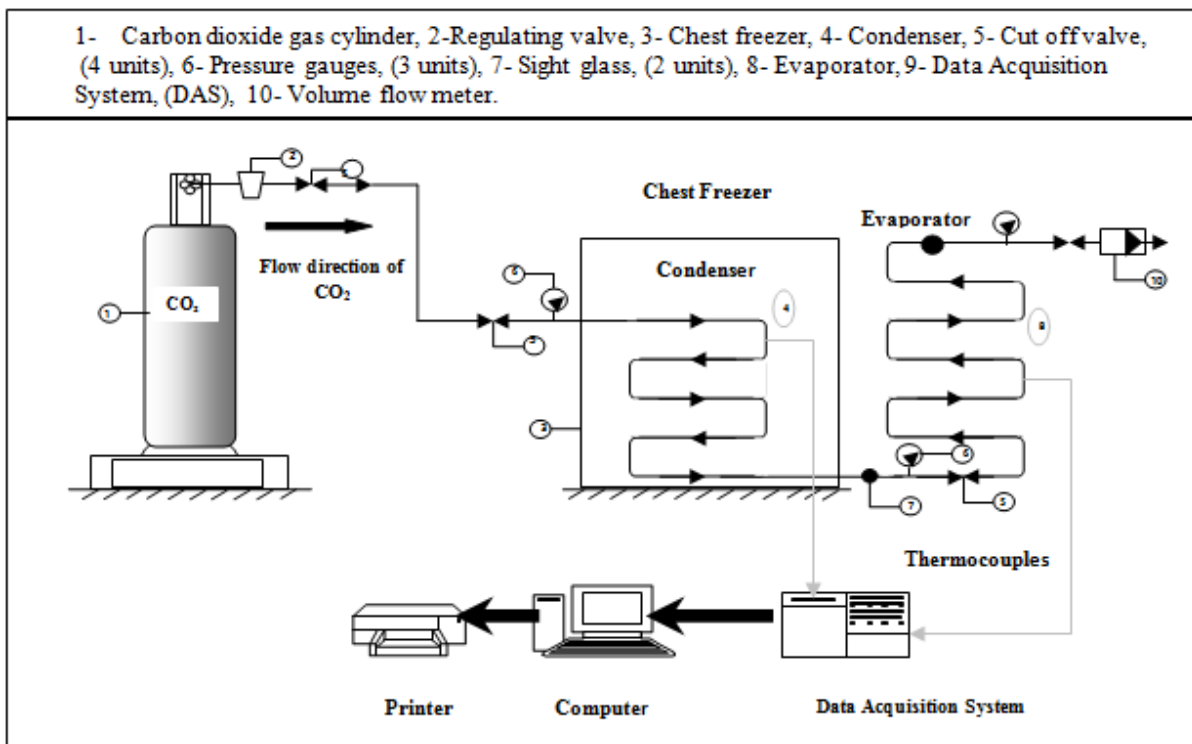 1- Carbon dioxide gas cylinder, 2-Regulating valve, 3- Chest freezer, 4- Condenser, 5- Cut off valve,
(4 units), 6- Pressure gauges, (3 units), 7- Sight glass, (2 units), 8- Evaporator, 9- Data Acquisition
System, (DAS), 10- Volume flow meter.
2
Chest Freezer
Evaporator
Flow direction of
CO₂
Condenser
6
10
CO₂
1
4
8
3
6
7
5
Thermocouples
Printer
Computer
Data Acquisition System